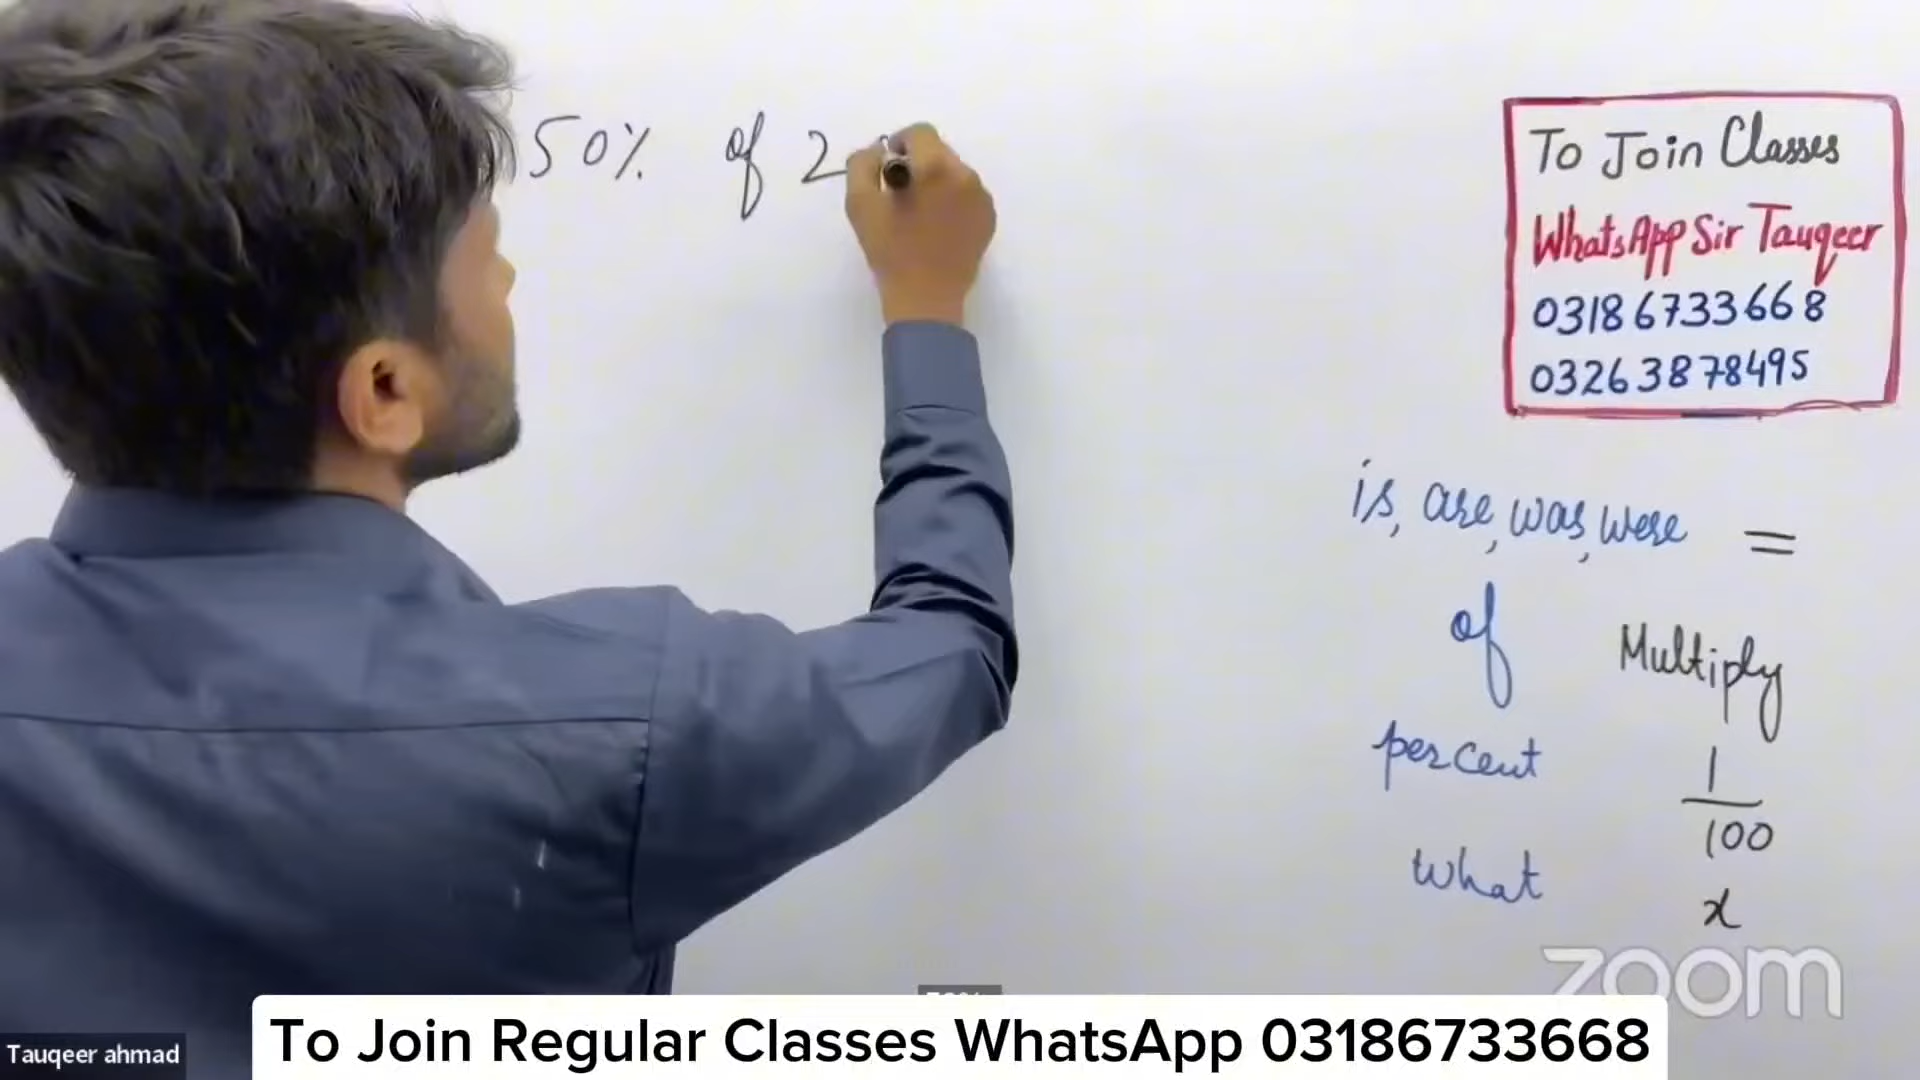 50% of 2
To Join Classes
WhatsApp Sir Tauqeer
03186733668
03263878495
is, are, was, were =
of Multiply
percent 1/100
what x
zoom
To Join Regular Classes WhatsApp 03186733668
Tauqeer ahmad